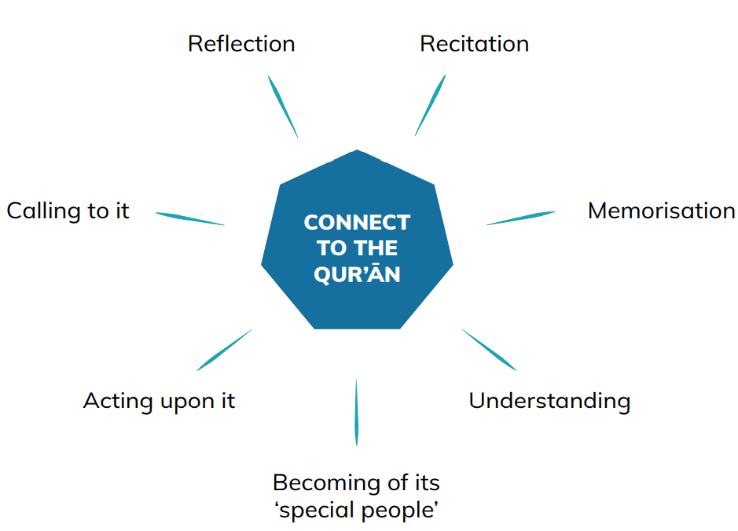 Reflection
Recitation
Calling to it
CONNECT
TO THE
QUR’ĀN
Memorisation
Acting upon it
Understanding
Becoming of its
‘special people’